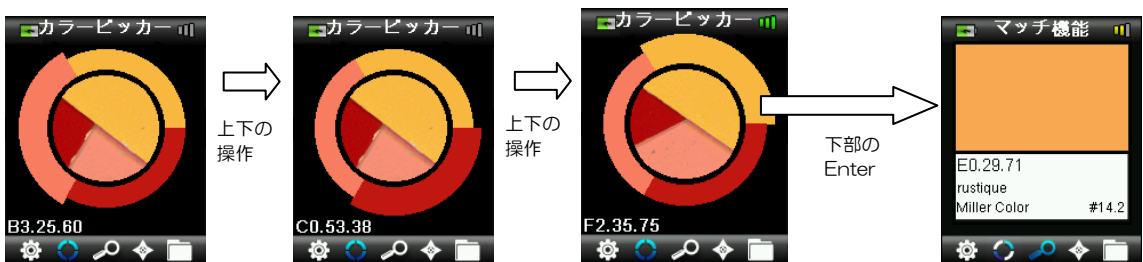 カラーピッカー
B3.25.60
上下の
操作
カラーピッカー
C0.53.38
上下の
操作
カラーピッカー
F2.35.75
下部の
Enter
マッチ機能
E0.29.71
rustique
Miller Color #14.2